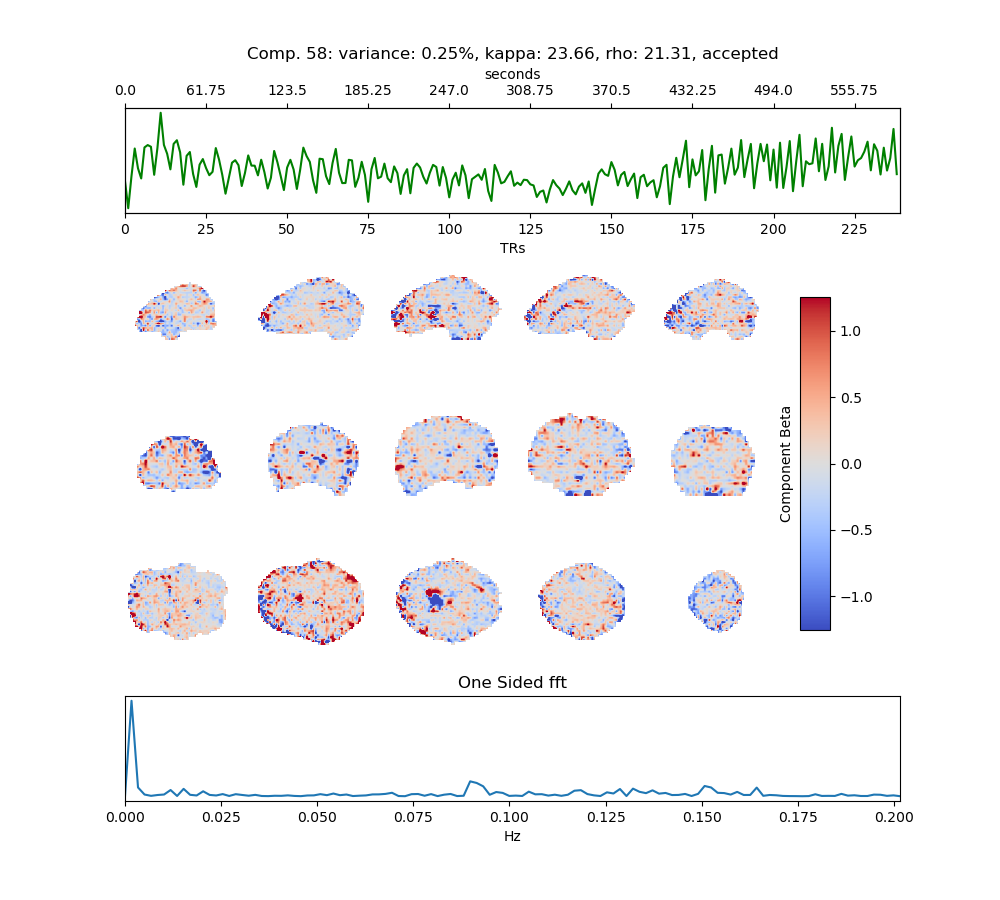 Comp. 58: variance: 0.25%, kappa: 23.66, rho: 21.31, accepted
seconds
0.0 61.75 123.5 185.25 247.0 308.75 370.5 432.25 494.0 555.75
0 25 50 75 100 125 150 175 200 225
TRs
1.0
0.5
0.0
−0.5
−1.0
Component Beta
One Sided fft
0.000 0.025 0.050 0.075 0.100 0.125 0.150 0.175 0.200
Hz